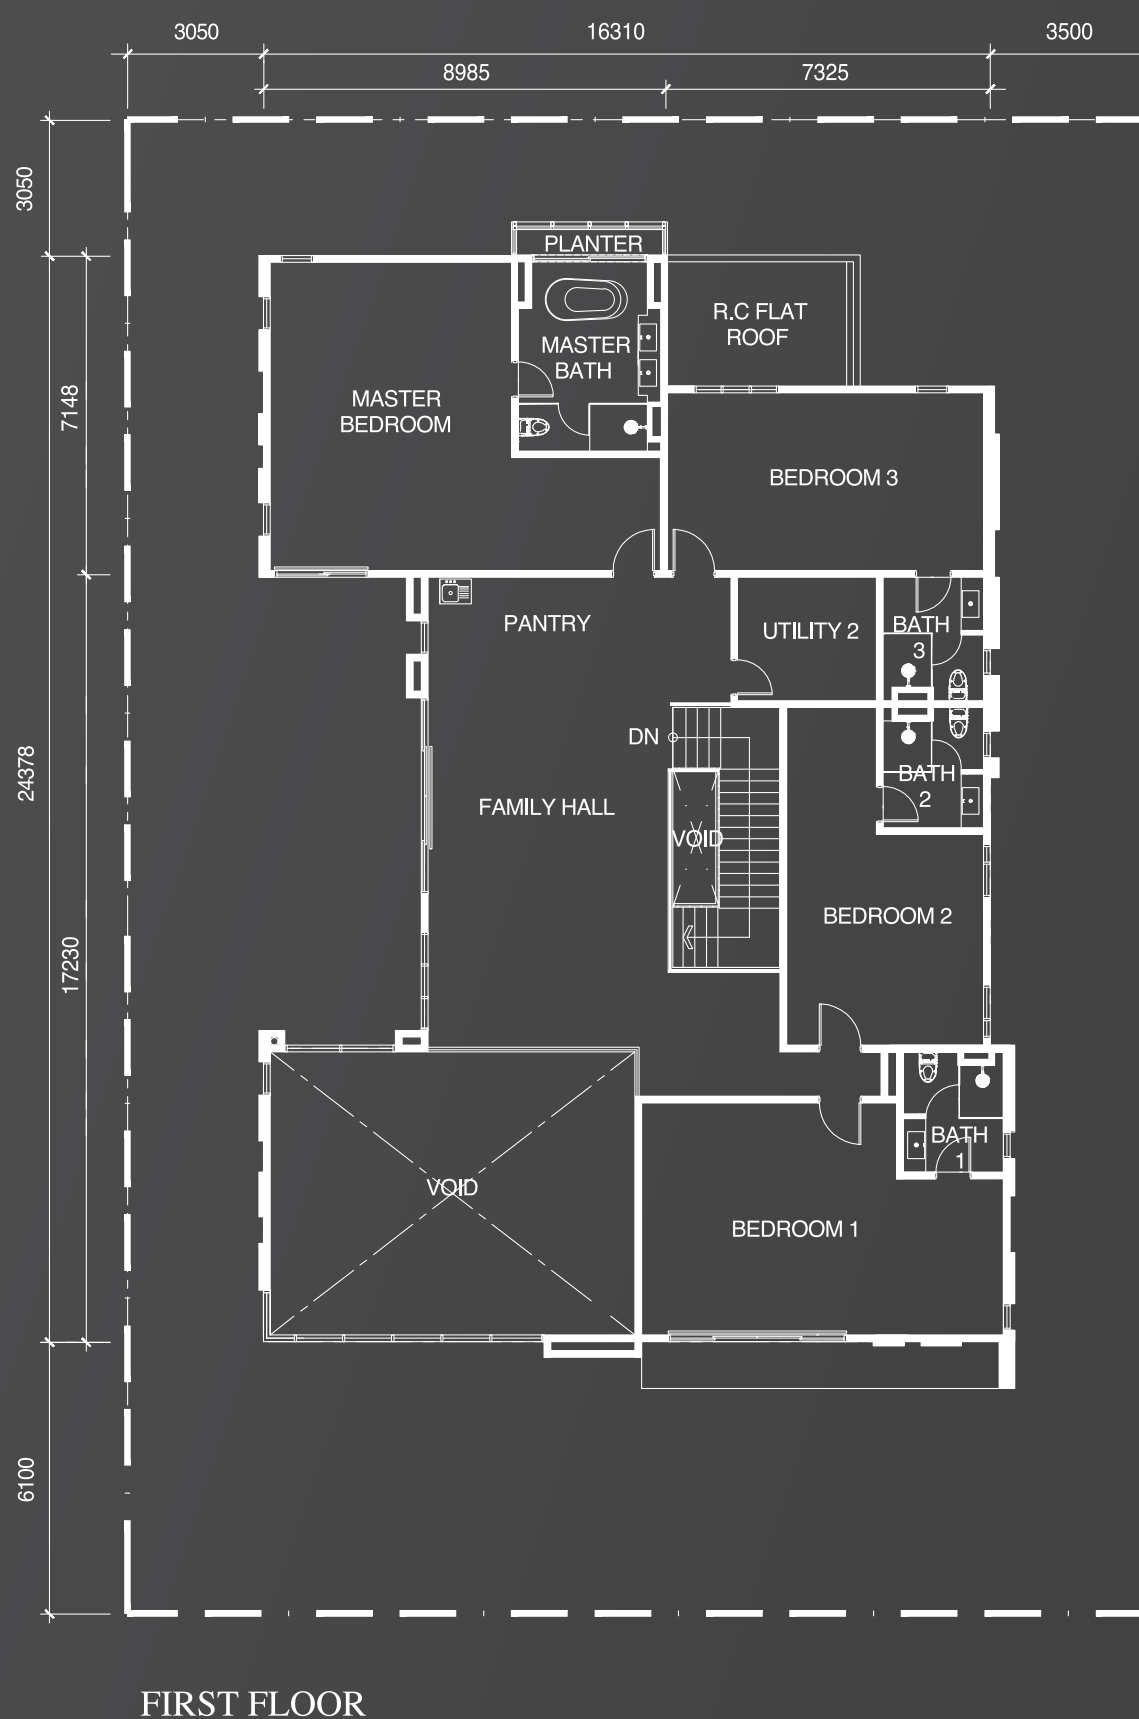 3050
16310
3500
8985
7325
3050
PLANTER
R.C FLAT
ROOF
MASTER
BATH
MASTER
BEDROOM
7148
BEDROOM 3
PANTRY
UTILITY 2
BATH
3
DN
24378
FAMILY HALL
VOID
BATH
2
BEDROOM 2
17230
BATH
1
VOID
BEDROOM 1
6100
FIRST FLOOR